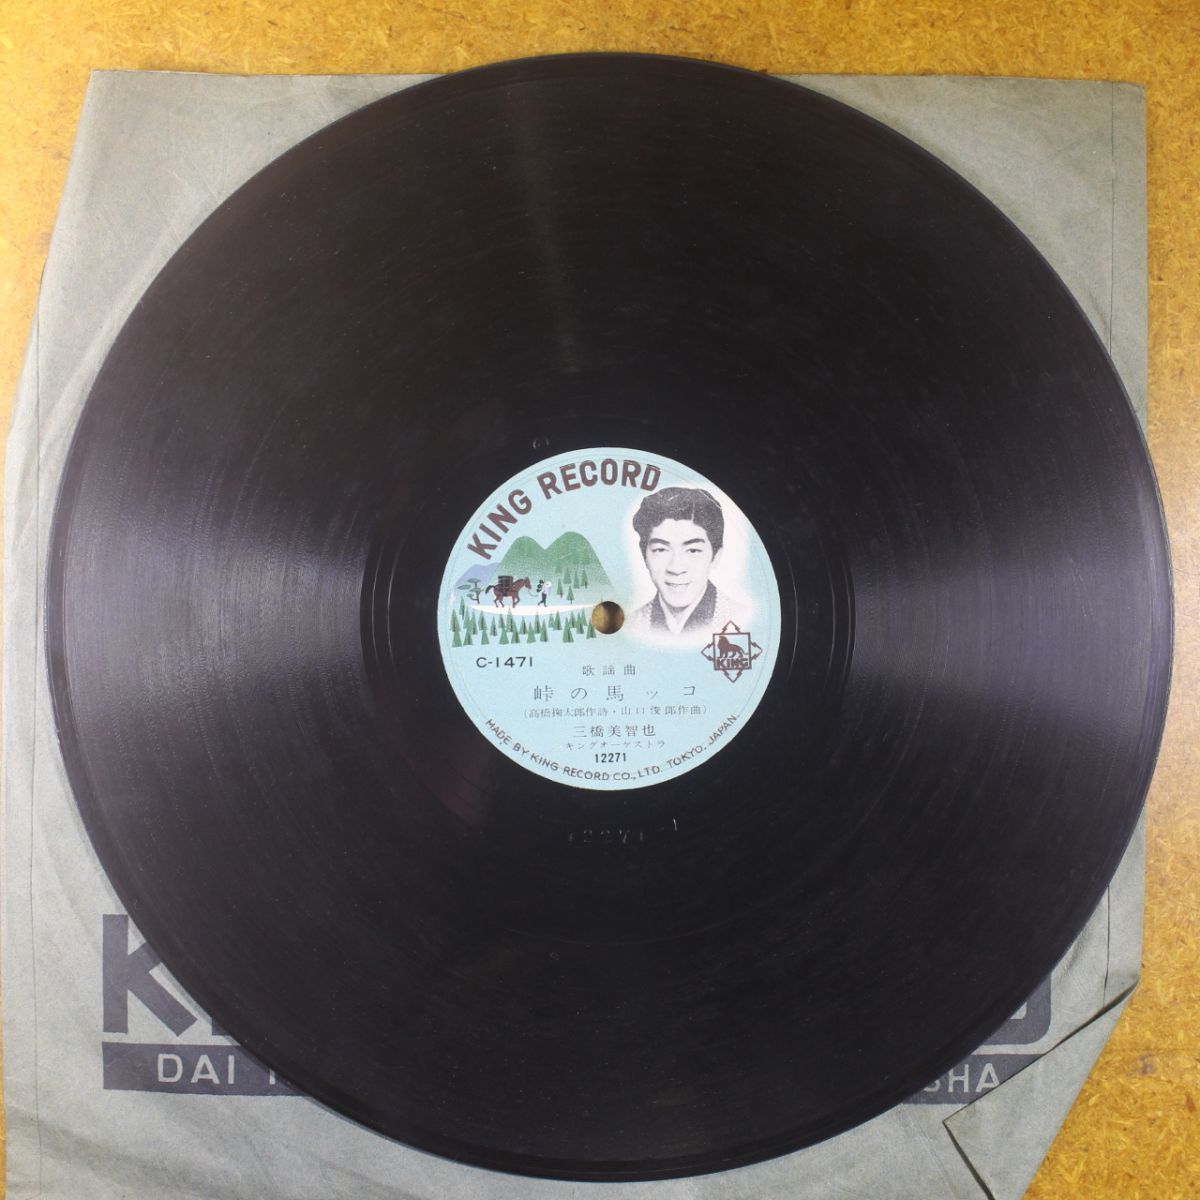 KING RECORD
KING
C-1471
歌謡曲
峠の馬ッコ
(高橋掬太郎作詩・山口俊郎作曲)
三橋美智也
キングオーケストラ
12271
MADE BY KING RECORD CO., LTD. TOKYO, JAPAN.
12271-1
DAI
SHA